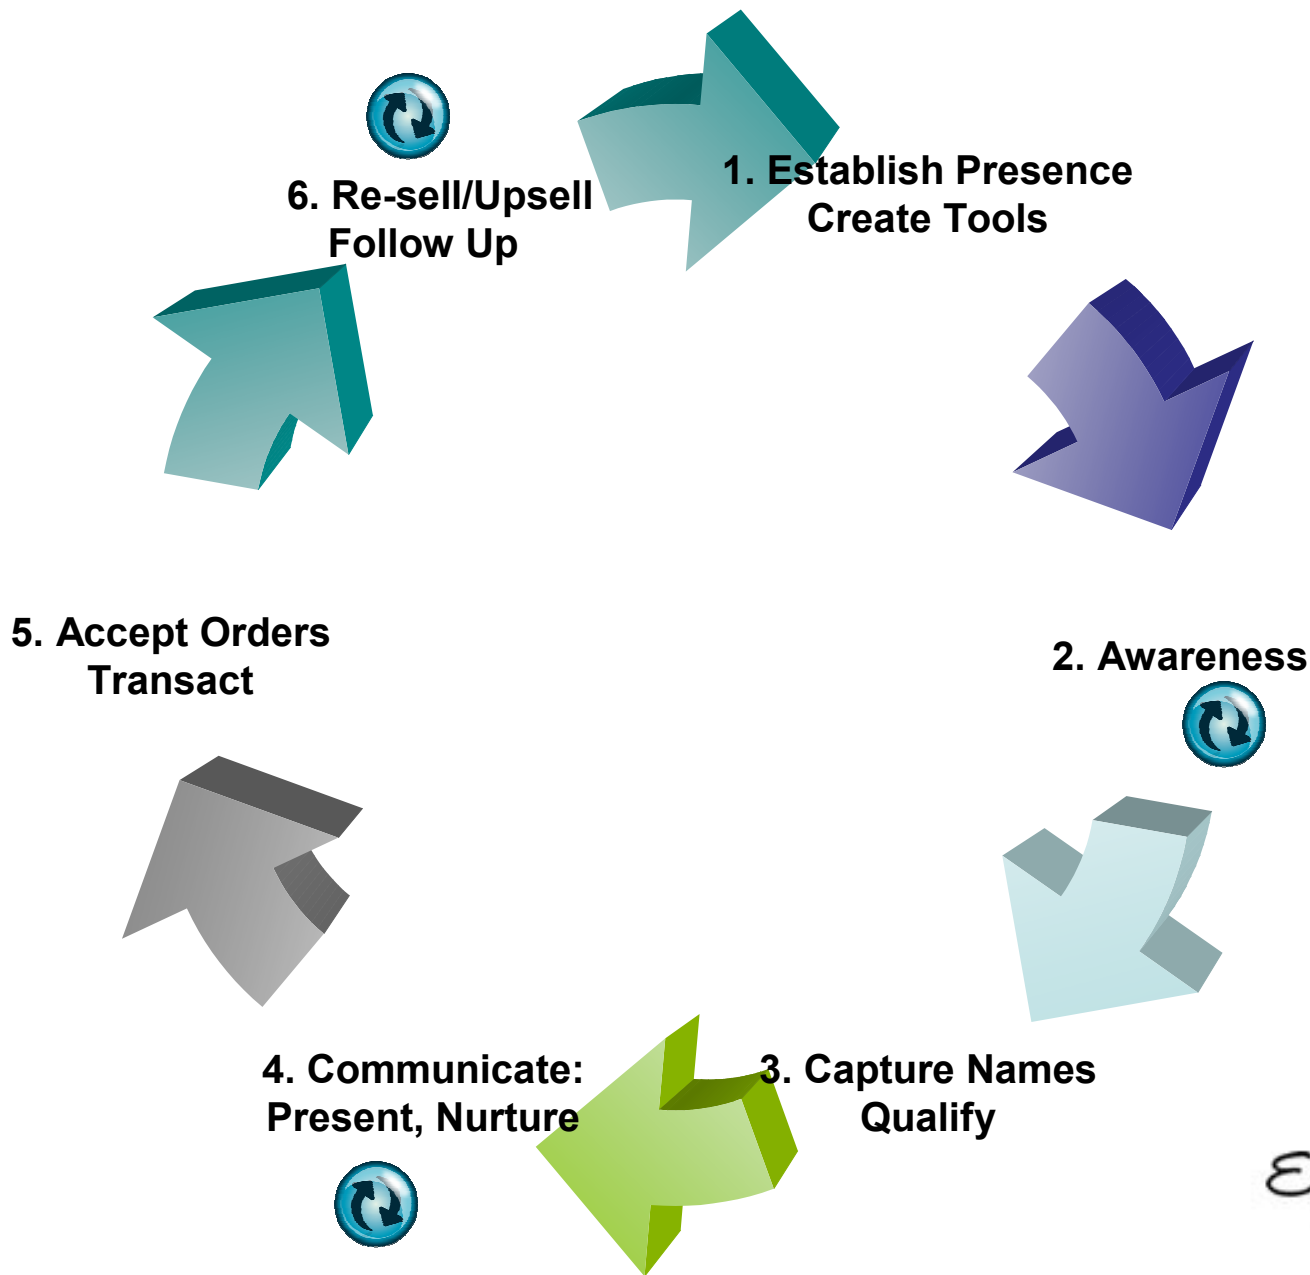 1. Establish Presence
Create Tools
2. Awareness
3. Capture Names
Qualify
4. Communicate:
Present, Nurture
5. Accept Orders
Transact
6. Re-sell/Upsell
Follow Up